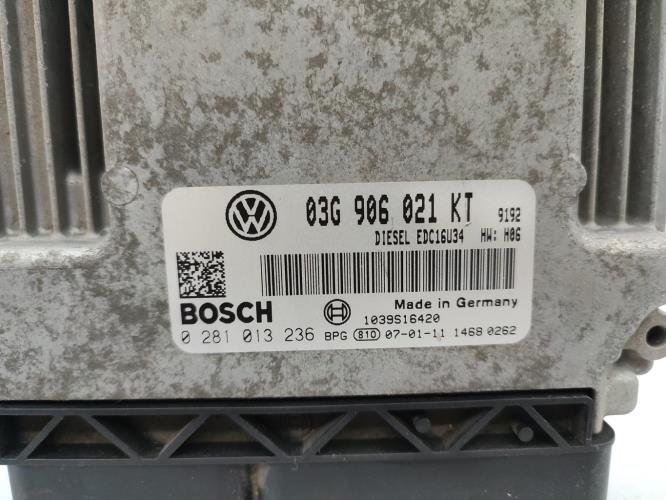 03G 906 021 KT 9192
DIESEL EDC16U34 HW: H06
BOSCH
Made in Germany
1039S16420
0 281 013 236 BPG 810 07-01-11 1468 0262